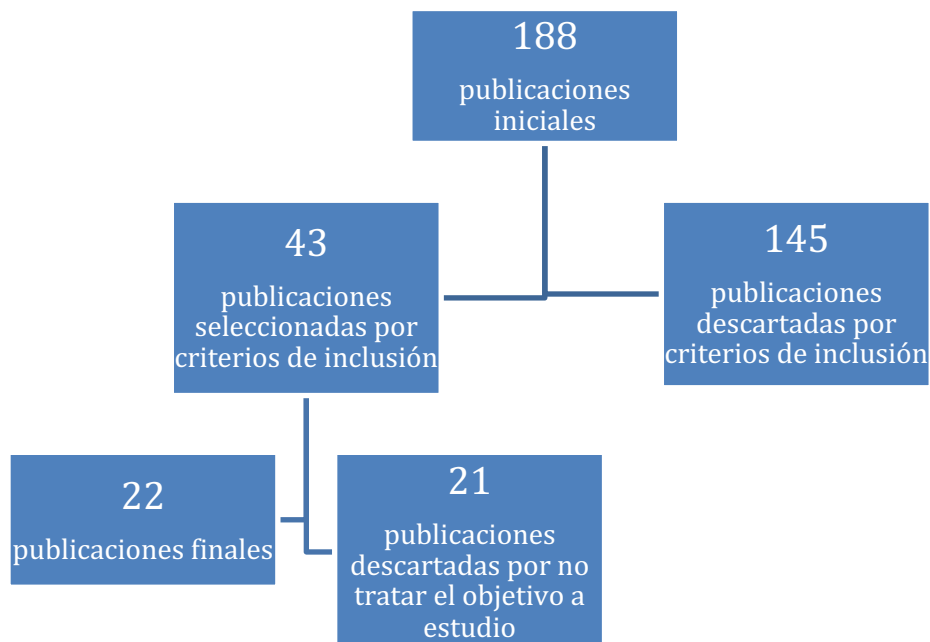 188
publicaciones
iniciales
43
publicaciones
seleccionadas por
criterios de inclusión
145
publicaciones
descartadas por
criterios de inclusión
22
publicaciones finales
21
publicaciones
descartadas por no
tratar el objetivo a
estudio